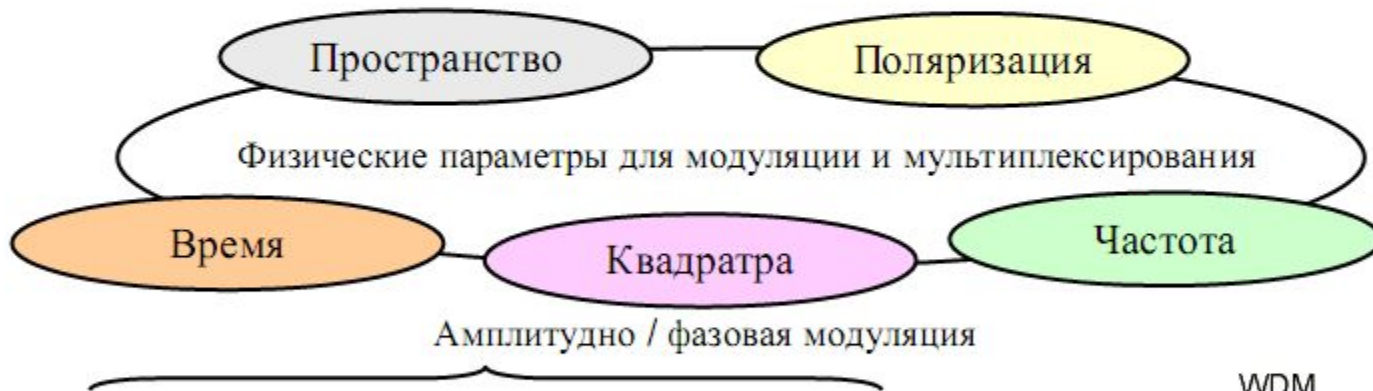 Пространство
Поляризация
Физические параметры для модуляции и мультиплексирования
Время
Квадратра
Частота
Амплитудно / фазовая модуляция
WDM